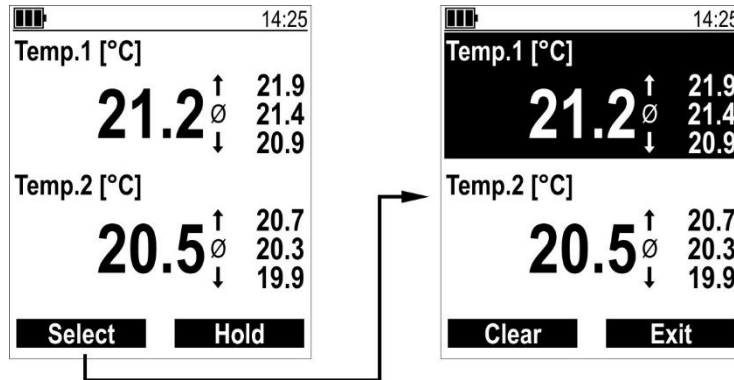 14:25
Temp.1 [°C]
21.2
↑ 21.9
Ø 21.4
↓ 20.9
Temp.2 [°C]
20.5
↑ 20.7
Ø 20.3
↓ 19.9
Select Hold
14:25
Temp.1 [°C]
21.2
↑ 21.9
Ø 21.4
↓ 20.9
Temp.2 [°C]
20.5
↑ 20.7
Ø 20.3
↓ 19.9
Clear Exit